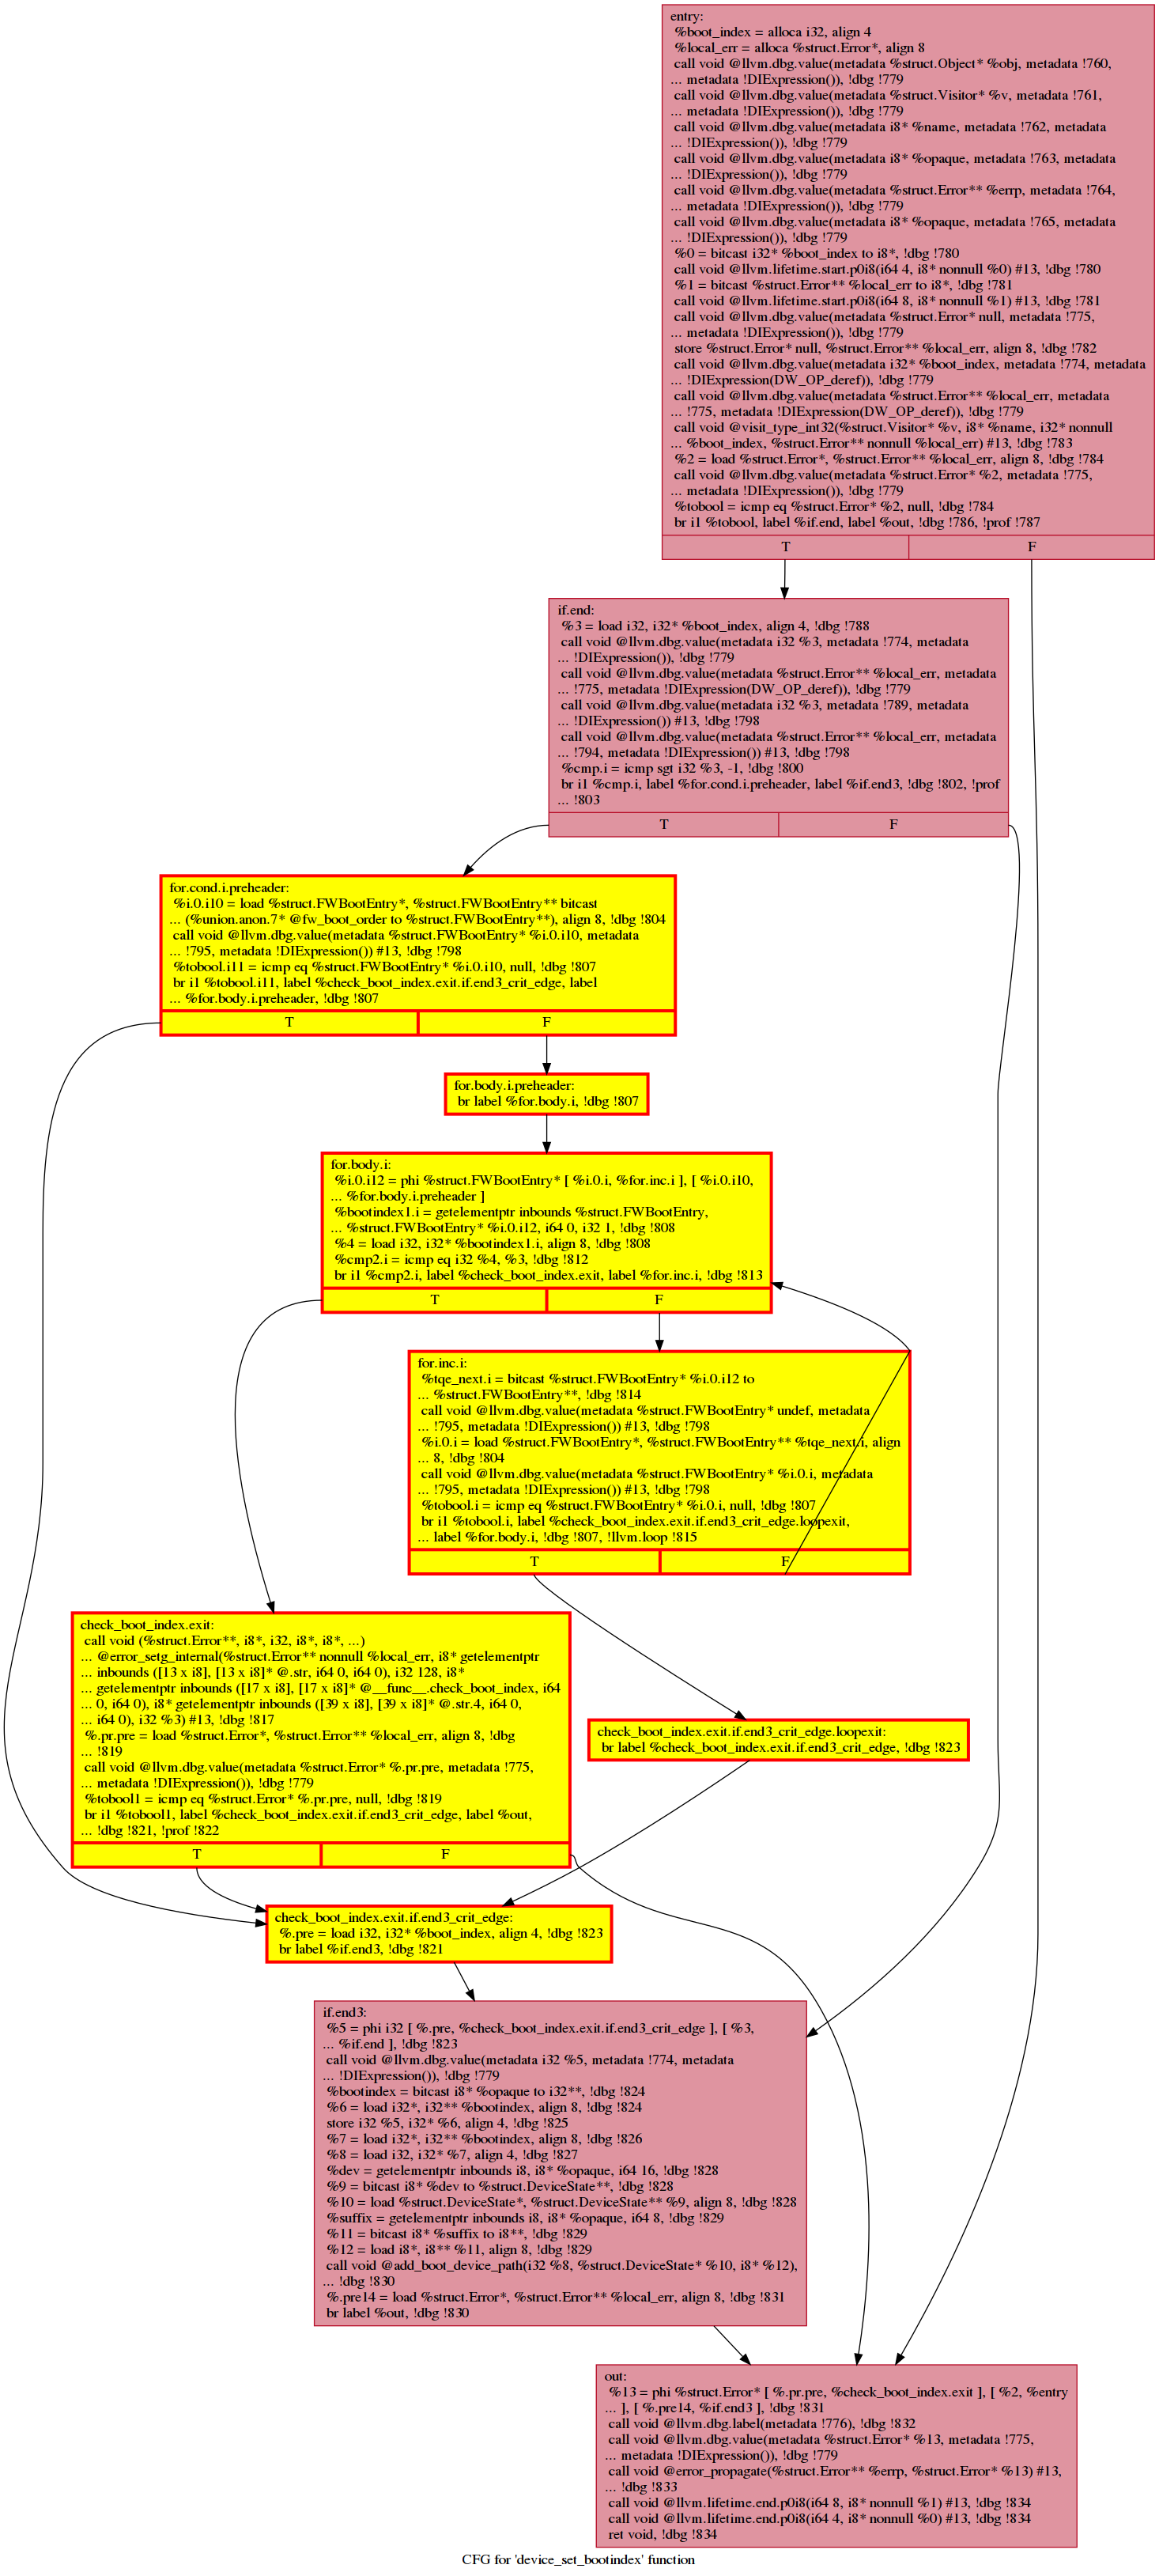 entry:
%boot_index = alloca i32, align 4
%local_err = alloca %struct.Error*, align 8
call void @llvm.dbg.value(metadata %struct.Object* %obj, metadata !760,
... metadata !DIExpression()), !dbg !779
call void @llvm.dbg.value(metadata %struct.Visitor* %v, metadata !761,
... metadata !DIExpression()), !dbg !779
call void @llvm.dbg.value(metadata i8* %name, metadata !762, metadata
... !DIExpression()), !dbg !779
call void @llvm.dbg.value(metadata i8* %opaque, metadata !763, metadata
... !DIExpression()), !dbg !779
call void @llvm.dbg.value(metadata %struct.Error** %errp, metadata !764,
... metadata !DIExpression()), !dbg !779
call void @llvm.dbg.value(metadata i8* %opaque, metadata !765, metadata
... !DIExpression()), !dbg !779
%0 = bitcast i32* %boot_index to i8*, !dbg !780
call void @llvm.lifetime.start.p0i8(i64 4, i8* nonnull %0) #13, !dbg !780
%1 = bitcast %struct.Error** %local_err to i8*, !dbg !781
call void @llvm.lifetime.start.p0i8(i64 8, i8* nonnull %1) #13, !dbg !781
call void @llvm.dbg.value(metadata %struct.Error* null, metadata !775,
... metadata !DIExpression()), !dbg !779
store %struct.Error* null, %struct.Error** %local_err, align 8, !dbg !782
call void @llvm.dbg.value(metadata i32* %boot_index, metadata !774, metadata
... !DIExpression(DW_OP_deref)), !dbg !779
call void @llvm.dbg.value(metadata %struct.Error** %local_err, metadata
... !775, metadata !DIExpression(DW_OP_deref)), !dbg !779
call void @visit_type_int32(%struct.Visitor* %v, i8* %name, i32* nonnull
... %boot_index, %struct.Error** nonnull %local_err) #13, !dbg !783
%2 = load %struct.Error*, %struct.Error** %local_err, align 8, !dbg !784
call void @llvm.dbg.value(metadata %struct.Error* %2, metadata !775,
... metadata !DIExpression()), !dbg !779
%tobool = icmp eq %struct.Error* %2, null, !dbg !784
br i1 %tobool, label %if.end, label %out, !dbg !786, !prof !787
T F
if.end:
%3 = load i32, i32* %boot_index, align 4, !dbg !788
call void @llvm.dbg.value(metadata i32 %3, metadata !774, metadata
... !DIExpression()), !dbg !779
call void @llvm.dbg.value(metadata %struct.Error** %local_err, metadata
... !775, metadata !DIExpression(DW_OP_deref)), !dbg !779
call void @llvm.dbg.value(metadata i32 %3, metadata !789, metadata
... !DIExpression()) #13, !dbg !798
call void @llvm.dbg.value(metadata %struct.Error** %local_err, metadata
... !794, metadata !DIExpression()) #13, !dbg !798
%cmp.i = icmp sgt i32 %3, -1, !dbg !800
br i1 %cmp.i, label %for.cond.i.preheader, label %if.end3, !dbg !802, !prof
... !803
T F
for.cond.i.preheader:
%i.0.i10 = load %struct.FWBootEntry*, %struct.FWBootEntry** bitcast
... (%union.anon.7* @fw_boot_order to %struct.FWBootEntry**), align 8, !dbg !804
call void @llvm.dbg.value(metadata %struct.FWBootEntry* %i.0.i10, metadata
... !795, metadata !DIExpression()) #13, !dbg !798
%tobool.i11 = icmp eq %struct.FWBootEntry* %i.0.i10, null, !dbg !807
br i1 %tobool.i11, label %check_boot_index.exit.if.end3_crit_edge, label
... %for.body.i.preheader, !dbg !807
T F
for.body.i.preheader:
br label %for.body.i, !dbg !807
for.body.i:
%i.0.i12 = phi %struct.FWBootEntry* [ %i.0.i, %for.inc.i ], [ %i.0.i10,
... %for.body.i.preheader ]
%bootindex1.i = getelementptr inbounds %struct.FWBootEntry,
... %struct.FWBootEntry* %i.0.i12, i64 0, i32 1, !dbg !808
%4 = load i32, i32* %bootindex1.i, align 8, !dbg !808
%cmp2.i = icmp eq i32 %4, %3, !dbg !812
br i1 %cmp2.i, label %check_boot_index.exit, label %for.inc.i, !dbg !813
T F
for.inc.i:
%tqe_next.i = bitcast %struct.FWBootEntry* %i.0.i12 to
... %struct.FWBootEntry**, !dbg !814
call void @llvm.dbg.value(metadata %struct.FWBootEntry* undef, metadata
... !795, metadata !DIExpression()) #13, !dbg !798
%i.0.i = load %struct.FWBootEntry*, %struct.FWBootEntry** %tqe_next.i, align
... 8, !dbg !804
call void @llvm.dbg.value(metadata %struct.FWBootEntry* %i.0.i, metadata
... !795, metadata !DIExpression()) #13, !dbg !798
%tobool.i = icmp eq %struct.FWBootEntry* %i.0.i, null, !dbg !807
br i1 %tobool.i, label %check_boot_index.exit.if.end3_crit_edge.loopexit,
... label %for.body.i, !dbg !807, !llvm.loop !815
T F
check_boot_index.exit:
call void (%struct.Error**, i8*, i32, i8*, i8*, ...)
... @error_setg_internal(%struct.Error** nonnull %local_err, i8* getelementptr
... inbounds ([13 x i8], [13 x i8]* @.str, i64 0, i64 0), i32 128, i8*
... getelementptr inbounds ([17 x i8], [17 x i8]* @__func__.check_boot_index, i64
... 0, i64 0), i8* getelementptr inbounds ([39 x i8], [39 x i8]* @.str.4, i64 0,
... i64 0), i32 %3) #13, !dbg !817
%.pr.pre = load %struct.Error*, %struct.Error** %local_err, align 8, !dbg
... !819
call void @llvm.dbg.value(metadata %struct.Error* %.pr.pre, metadata !775,
... metadata !DIExpression()), !dbg !779
%tobool1 = icmp eq %struct.Error* %.pr.pre, null, !dbg !819
br i1 %tobool1, label %check_boot_index.exit.if.end3_crit_edge, label %out,
... !dbg !821, !prof !822
T F
check_boot_index.exit.if.end3_crit_edge.loopexit:
br label %check_boot_index.exit.if.end3_crit_edge, !dbg !823
check_boot_index.exit.if.end3_crit_edge:
%.pre = load i32, i32* %boot_index, align 4, !dbg !823
br label %if.end3, !dbg !821
if.end3:
%5 = phi i32 [ %.pre, %check_boot_index.exit.if.end3_crit_edge ], [ %3,
... %if.end ], !dbg !823
call void @llvm.dbg.value(metadata i32 %5, metadata !774, metadata
... !DIExpression()), !dbg !779
%bootindex = bitcast i8* %opaque to i32**, !dbg !824
%6 = load i32*, i32** %bootindex, align 8, !dbg !824
store i32 %5, i32* %6, align 4, !dbg !825
%7 = load i32*, i32** %bootindex, align 8, !dbg !826
%8 = load i32, i32* %7, align 4, !dbg !827
%dev = getelementptr inbounds i8, i8* %opaque, i64 16, !dbg !828
%9 = bitcast i8* %dev to %struct.DeviceState**, !dbg !828
%10 = load %struct.DeviceState*, %struct.DeviceState** %9, align 8, !dbg !828
%suffix = getelementptr inbounds i8, i8* %opaque, i64 8, !dbg !829
%11 = bitcast i8* %suffix to i8**, !dbg !829
%12 = load i8*, i8** %11, align 8, !dbg !829
call void @add_boot_device_path(i32 %8, %struct.DeviceState* %10, i8* %12),
... !dbg !830
%.pre14 = load %struct.Error*, %struct.Error** %local_err, align 8, !dbg !831
br label %out, !dbg !830
out:
%13 = phi %struct.Error* [ %.pr.pre, %check_boot_index.exit ], [ %2, %entry
... ], [ %.pre14, %if.end3 ], !dbg !831
call void @llvm.dbg.label(metadata !776), !dbg !832
call void @llvm.dbg.value(metadata %struct.Error* %13, metadata !775,
... metadata !DIExpression()), !dbg !779
call void @error_propagate(%struct.Error** %errp, %struct.Error* %13) #13,
... !dbg !833
call void @llvm.lifetime.end.p0i8(i64 8, i8* nonnull %1) #13, !dbg !834
call void @llvm.lifetime.end.p0i8(i64 4, i8* nonnull %0) #13, !dbg !834
ret void, !dbg !834
CFG for 'device_set_bootindex' function